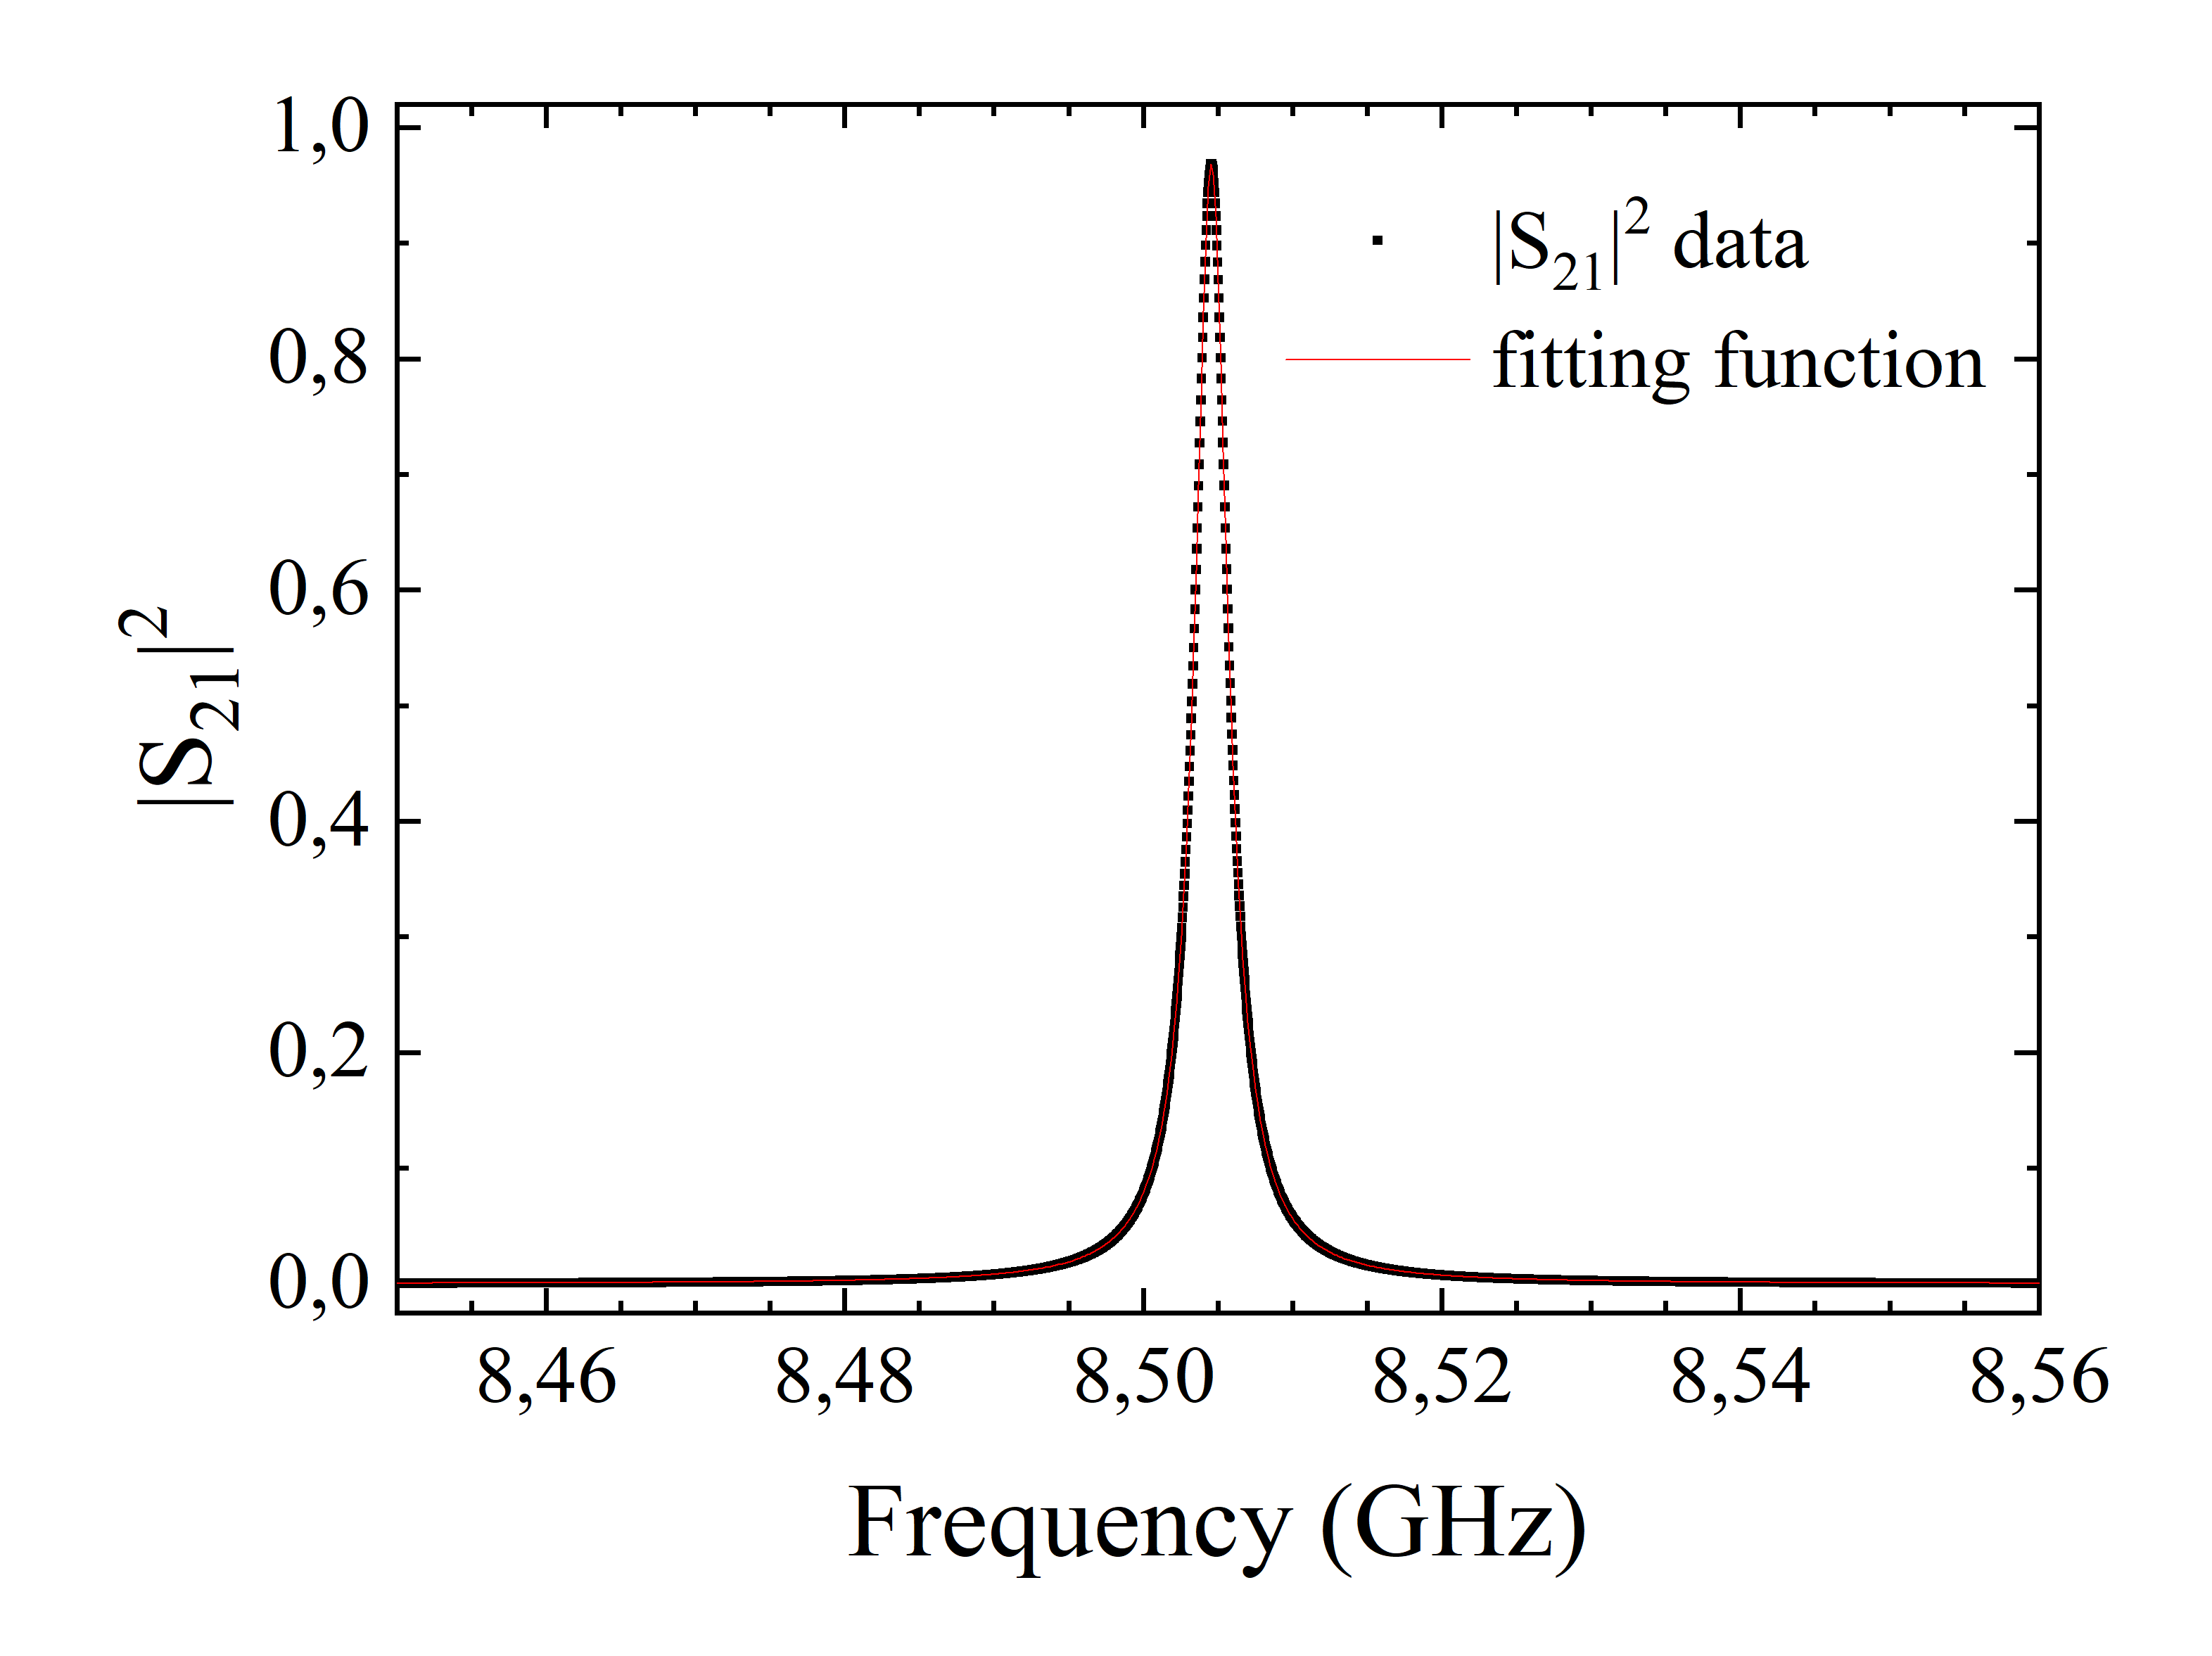 1,0
0,8
0,6
0,4
0,2
0,0
|S21|2
|S21|2 data
fitting function
8,46 8,48 8,50 8,52 8,54 8,56
Frequency (GHz)